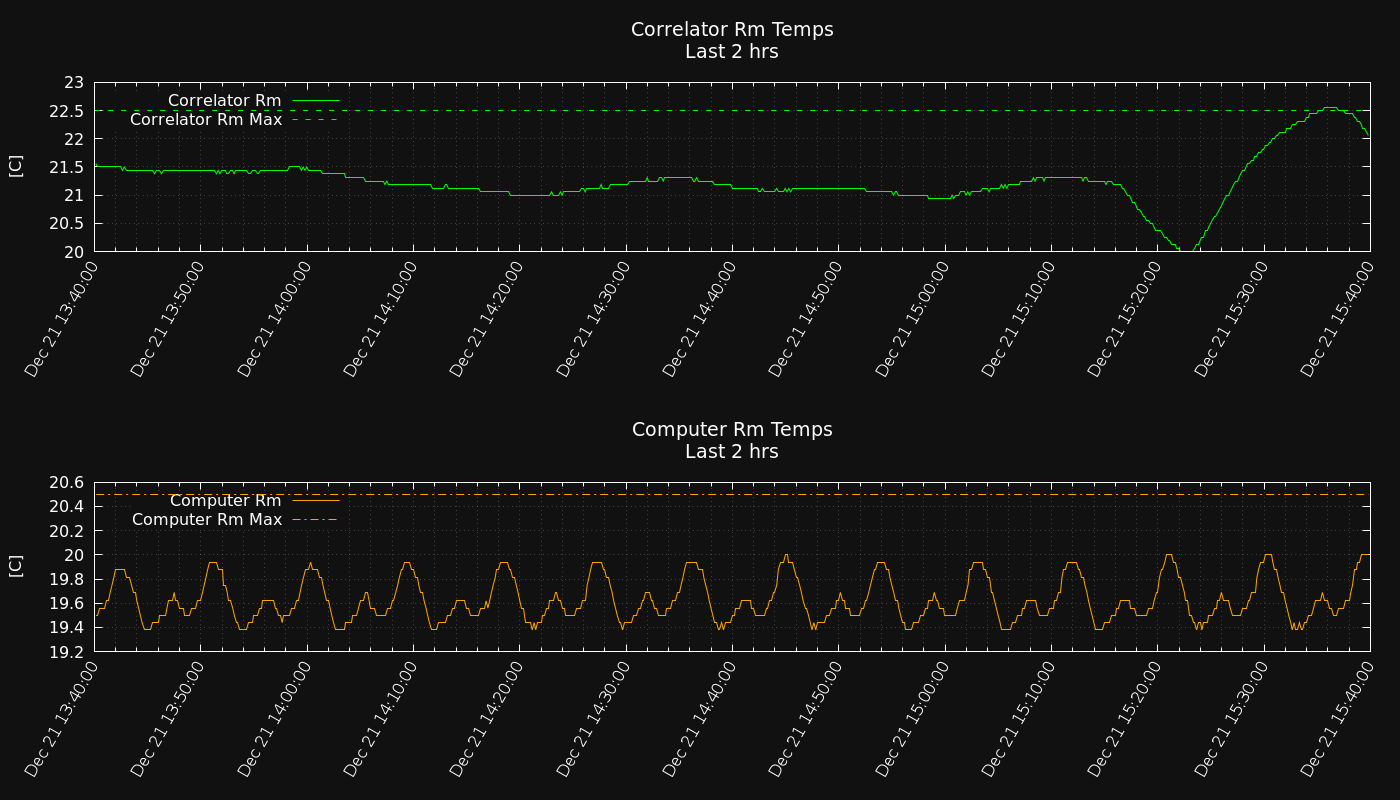 Correlator Rm Temps
Last 2 hrs
23
22.5
22
21.5
21
20.5
20
[C]
Correlator Rm
Correlator Rm Max
Dec 21 13:40:00
Dec 21 13:50:00
Dec 21 14:00:00
Dec 21 14:10:00
Dec 21 14:20:00
Dec 21 14:30:00
Dec 21 14:40:00
Dec 21 14:50:00
Dec 21 15:00:00
Dec 21 15:10:00
Dec 21 15:20:00
Dec 21 15:30:00
Dec 21 15:40:00
Computer Rm Temps
Last 2 hrs
20.6
20.4
20.2
20
19.8
19.6
19.4
19.2
[C]
Computer Rm
Computer Rm Max
Dec 21 13:40:00
Dec 21 13:50:00
Dec 21 14:00:00
Dec 21 14:10:00
Dec 21 14:20:00
Dec 21 14:30:00
Dec 21 14:40:00
Dec 21 14:50:00
Dec 21 15:00:00
Dec 21 15:10:00
Dec 21 15:20:00
Dec 21 15:30:00
Dec 21 15:40:00